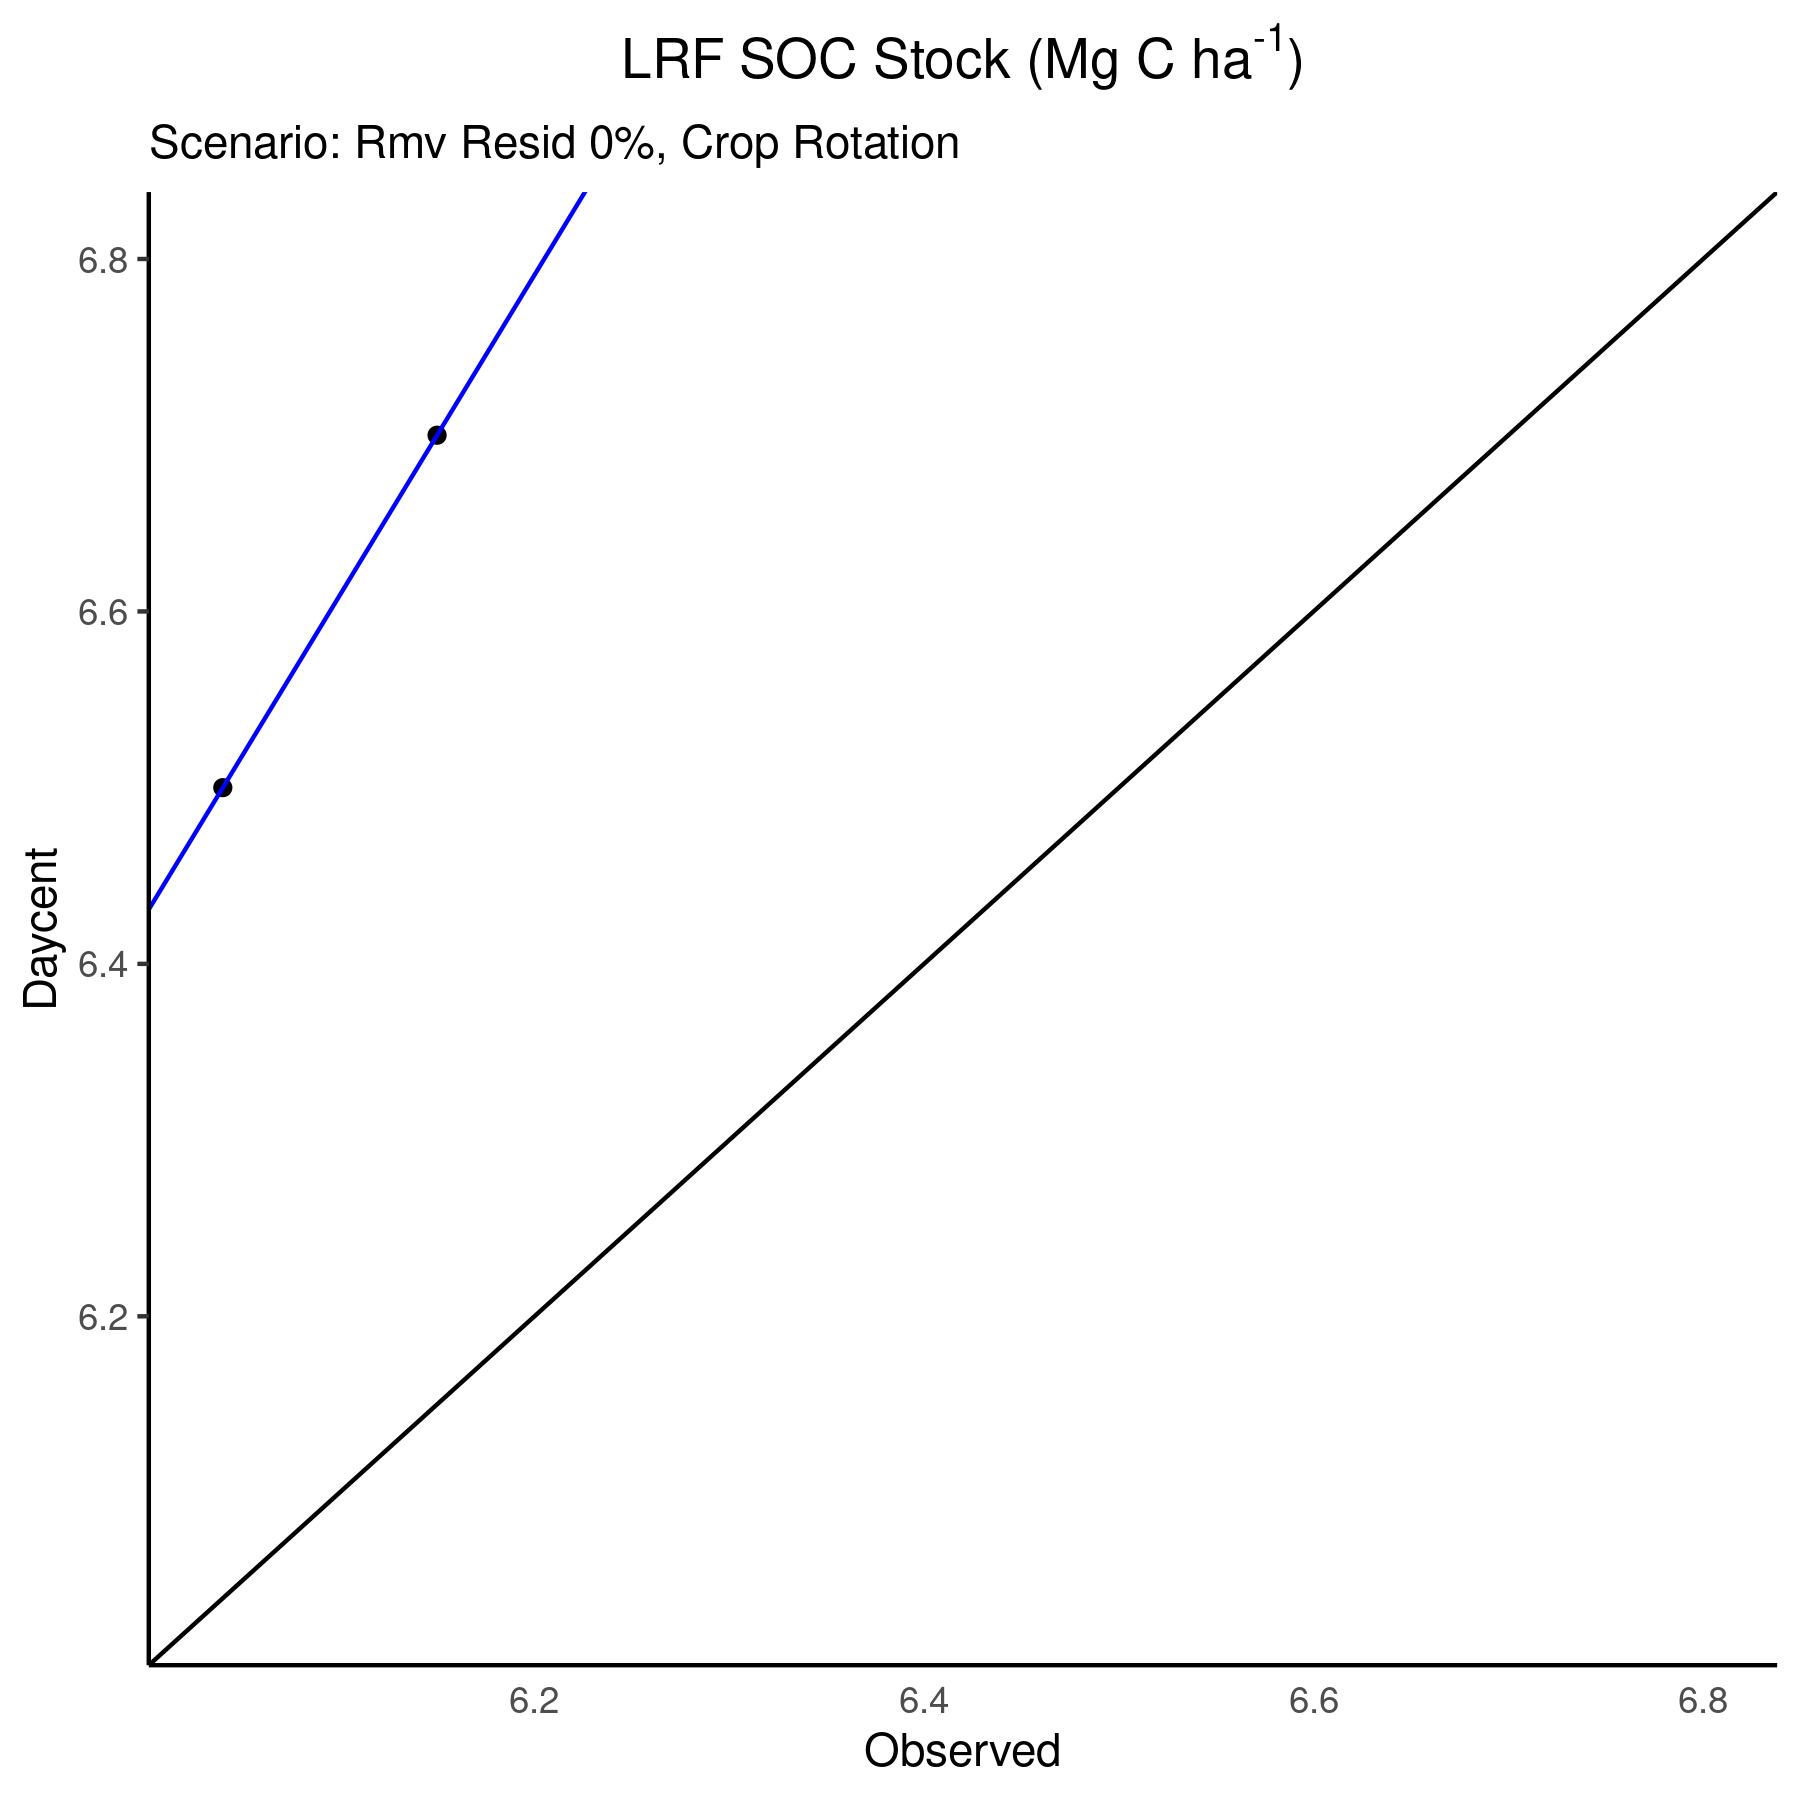 LRF SOC Stock (Mg C ha⁻¹)
Scenario: Rmv Resid 0%, Crop Rotation
6.8
6.6
6.4
6.2
Daycent
6.2 6.4 6.6 6.8
Observed